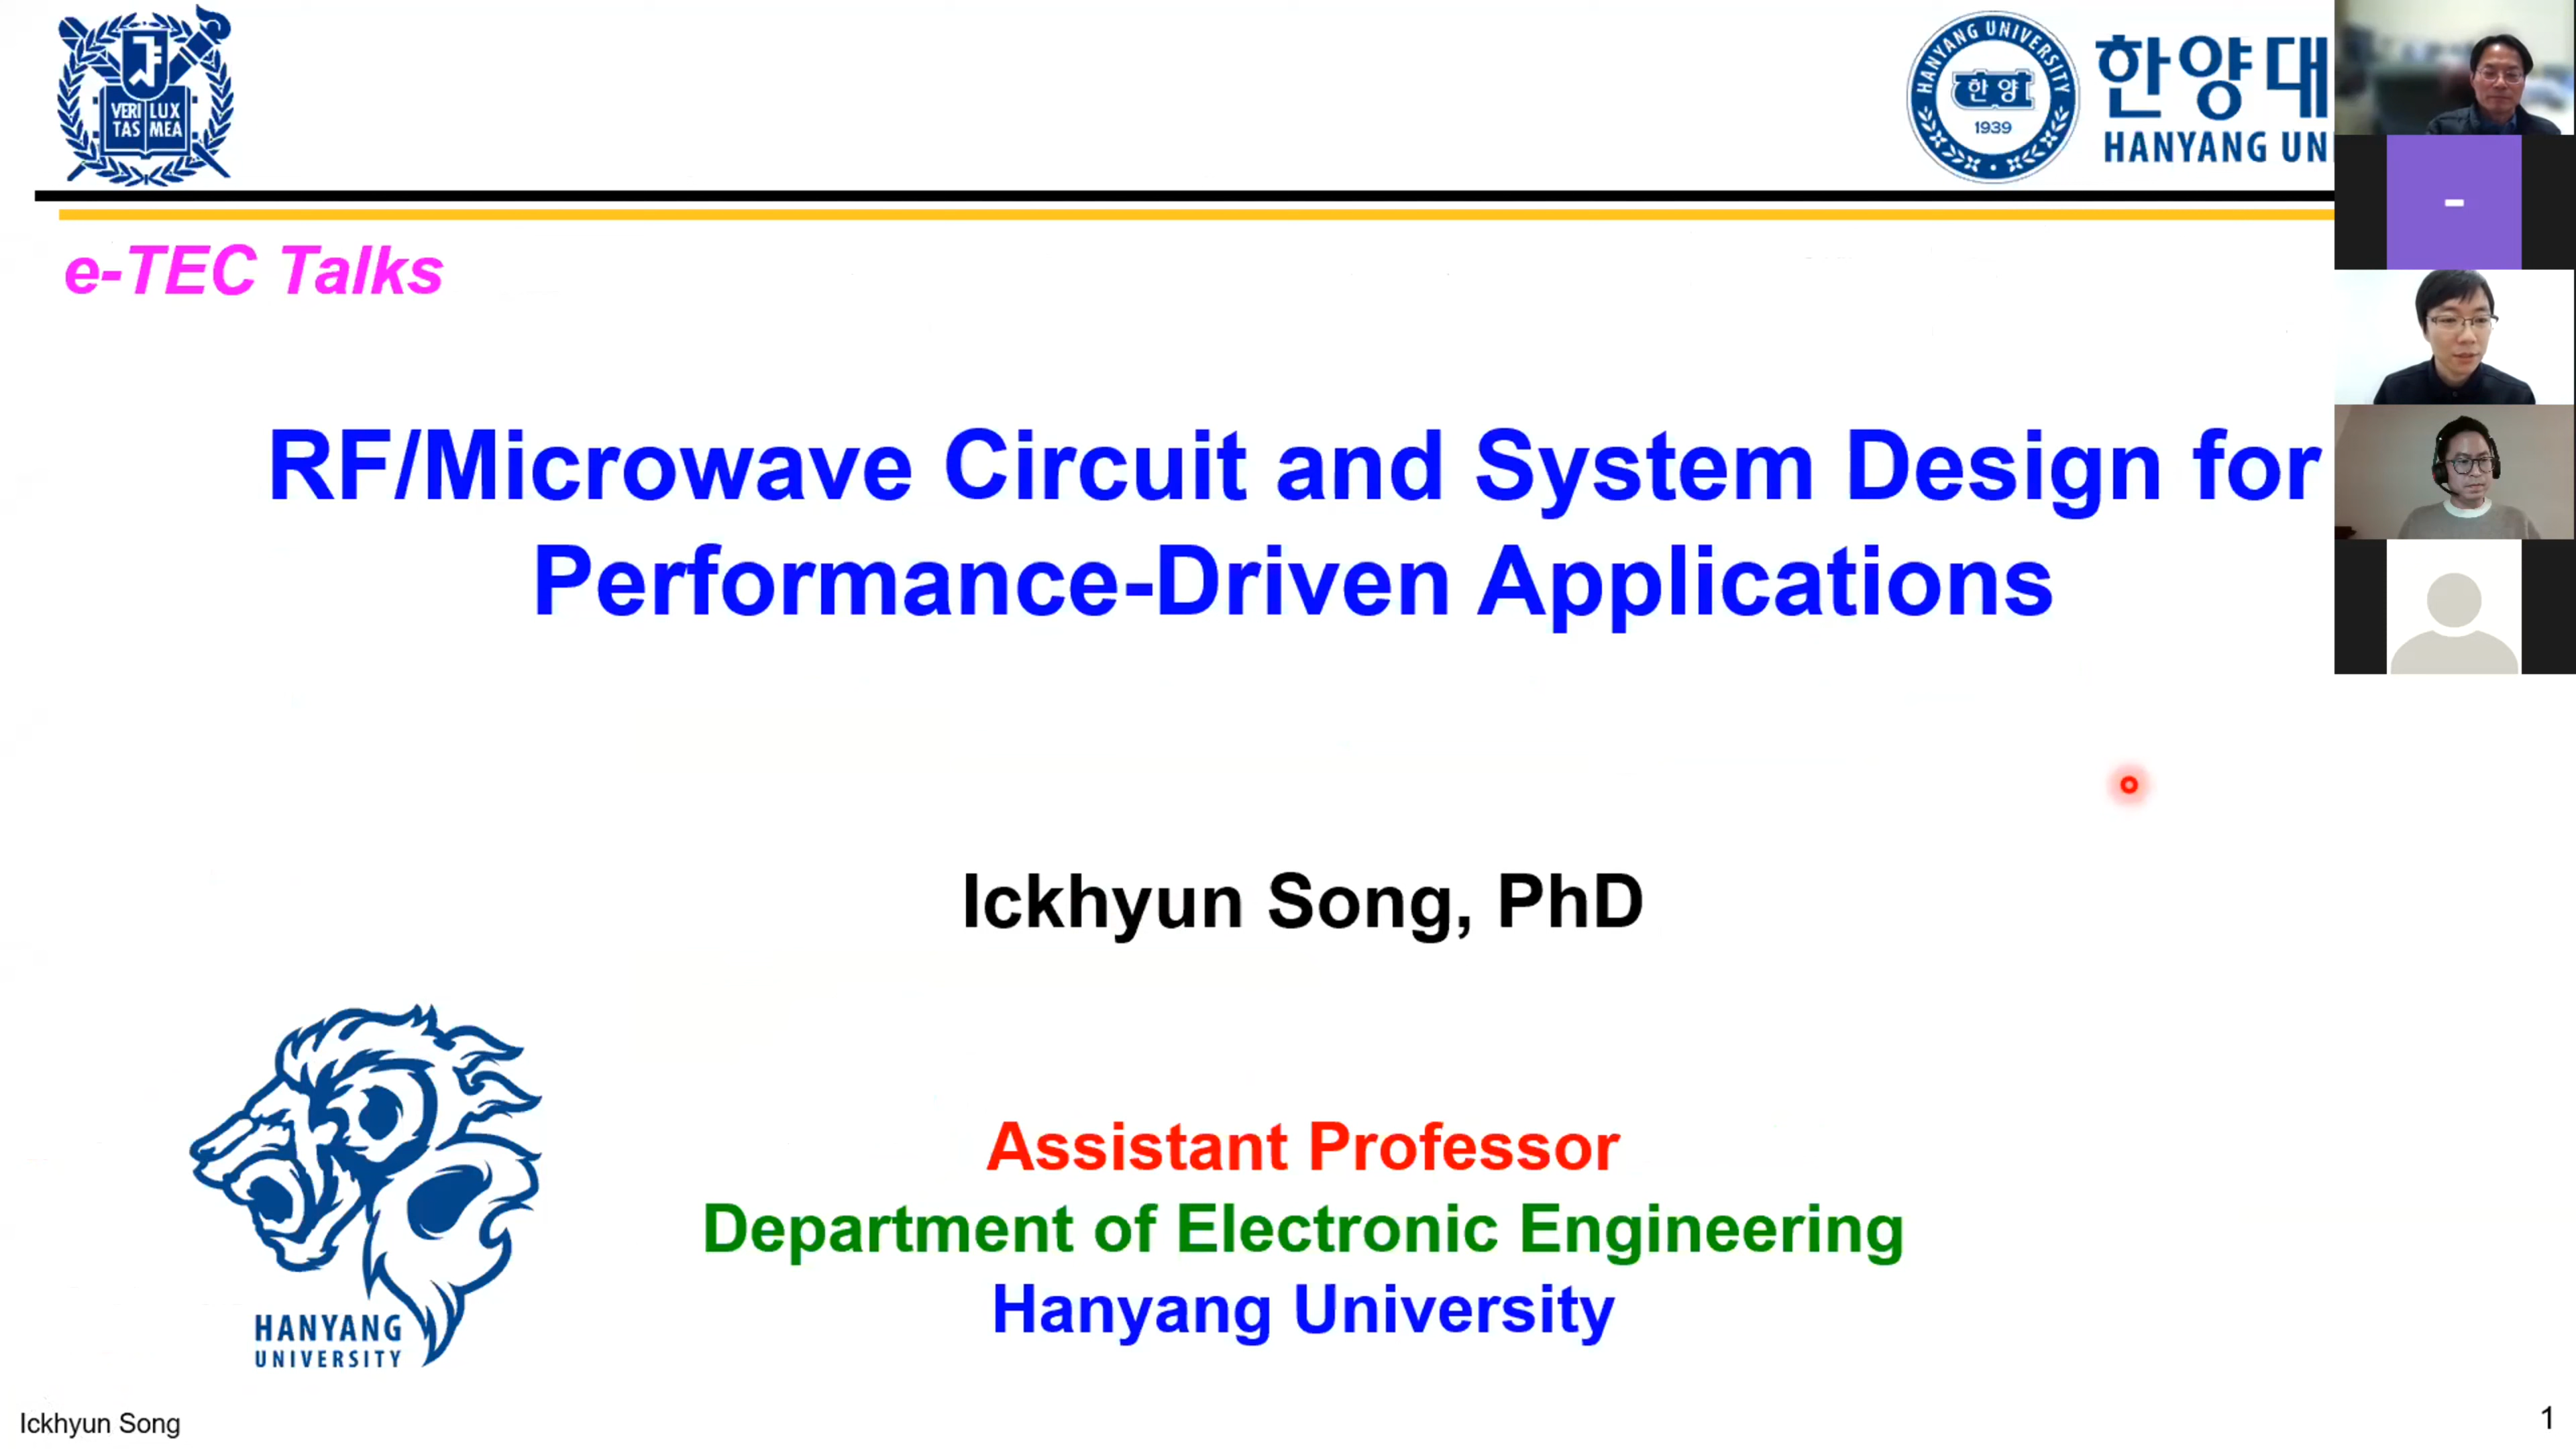 VERI LUX
TAS MEA
HANYANG UNIVERSITY
한양
1939
한양대
HANYANG UN
-
e-TEC Talks
RF/Microwave Circuit and System Design for
Performance-Driven Applications
Ickhyun Song, PhD
Assistant Professor
Department of Electronic Engineering
Hanyang University
HANYANG
UNIVERSITY
Ickhyun Song
1